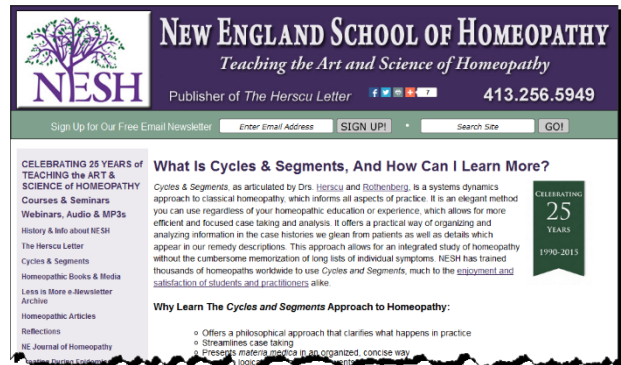 NEW ENGLAND SCHOOL OF HOMEOPATHY
Teaching the Art and Science of Homeopathy
NESH
Publisher of The Herscu Letter
7
413.256.5949
Sign Up for Our Free Email Newsletter
Enter Email Address
SIGN UP!
Search Site
GO!
CELEBRATING 25 YEARS of
TEACHING the ART &
SCIENCE of HOMEOPATHY
Courses & Seminars
Webinars, Audio & MP3s
History & Info about NESH
The Herscu Letter
Cycles & Segments
Homeopathic Books & Media
Less is More e-Newsletter
Archive
Homeopathic Articles
Reflections
NE Journal of Homeopathy
What Is Cycles & Segments, And How Can I Learn More?
Cycles & Segments, as articulated by Drs. Herscu and Rothenberg, is a systems dynamics
approach to classical homeopathy, which informs all aspects of practice. It is an elegant method
you can use regardless of your homeopathic education or experience, which allows for more
efficient and focused case taking and analysis. It offers a practical way of organizing and
analyzing information in the case histories we glean from patients as well as details which
appear in our remedy descriptions. This approach allows for an integrated study of homeopathy
without the cumbersome memorization of long lists of individual symptoms. NESH has trained
thousands of homeopaths worldwide to use Cycles and Segments, much to the enjoyment and
satisfaction of students and practitioners alike.
CELEBRATING
25
YEARS
1990-2015
Why Learn The Cycles and Segments Approach to Homeopathy:
Offers a philosophical approach that clarifies what happens in practice
Streamlines case taking
Presents materia medica in an organized, concise way